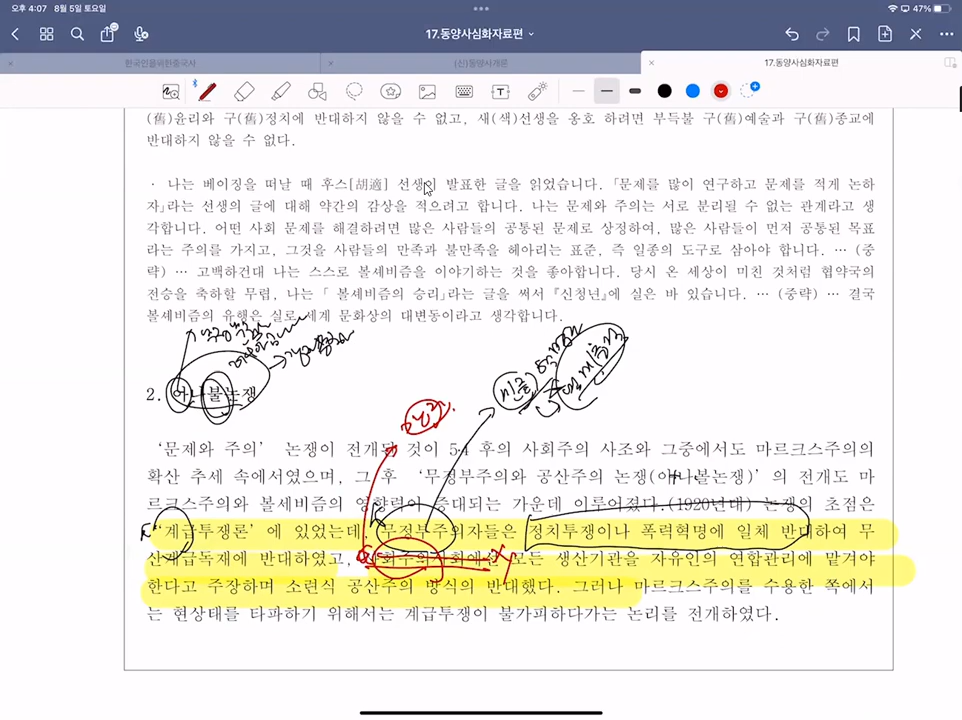 오후 4:07 8월 5일 토요일
47%
17.동양사심화자료편
한국인을위한중국사
(신)동양사개론
17.동양사심화자료편
(舊)윤리와 구(舊)정치에 반대하지 않을 수 없고, 새(色)선생을 옹호 하려면 부득불 구(舊)예술과 구(舊)종교에
반대하지 않을 수 없다.
· 나는 베이징을 떠날 때 후스[胡適] 선생이 발표한 글을 읽었습니다. 「문제를 많이 연구하고 문제를 적게 논하
자」라는 선생의 글에 대해 약간의 감상을 적으려고 합니다. 나는 문제와 주의는 서로 분리될 수 없는 관계라고 생
각합니다. 어떤 사회 문제를 해결하려면 많은 사람들의 공통된 문제로 상정하여, 많은 사람들이 먼저 공통된 목표
라는 주의를 가지고, 그것을 사람들의 만족과 불만족을 헤아리는 표준, 즉 일종의 도구로 삼아야 합니다. … (중
략) … 고백하건대 나는 스스로 볼셰비즘을 이야기하는 것을 좋아합니다. 당시 온 세상이 미친 것처럼 협약국의
전승을 축하할 무렵, 나는「 볼셰비즘의 승리」라는 글을 써서 『신청년』에 실은 바 있습니다. … (중략) … 결국
볼셰비즘의 유행은 실로 세계 문화상의 대변동이라고 생각합니다.
2. 아나볼논쟁
'문제와 주의' 논쟁이 전개된 것이 5·4 후의 사회주의 사조와 그중에서도 마르크스주의의
확산 추세 속에서였으며, 그 후 '무정부주의와 공산주의 논쟁(아나볼논쟁)'의 전개도 마
르크스주의와 볼셰비즘의 영향력이 증대되는 가운데 이루어졌다.(1920년대) 논쟁의 초점은
'계급투쟁론'에 있었는데 무정부주의자들은 정치투쟁이나 폭력혁명에 일체 반대하여 무
산계급독재에 반대하였고, 사회주의사회에선 모든 생산기관을 자유인의 연합관리에 맡겨야
한다고 주장하며 소련식 공산주의 방식의 반대했다. 그러나 마르크스주의를 수용한 쪽에서
는 현상태를 타파하기 위해서는 계급투쟁이 불가피하다가는 논리를 전개하였다.